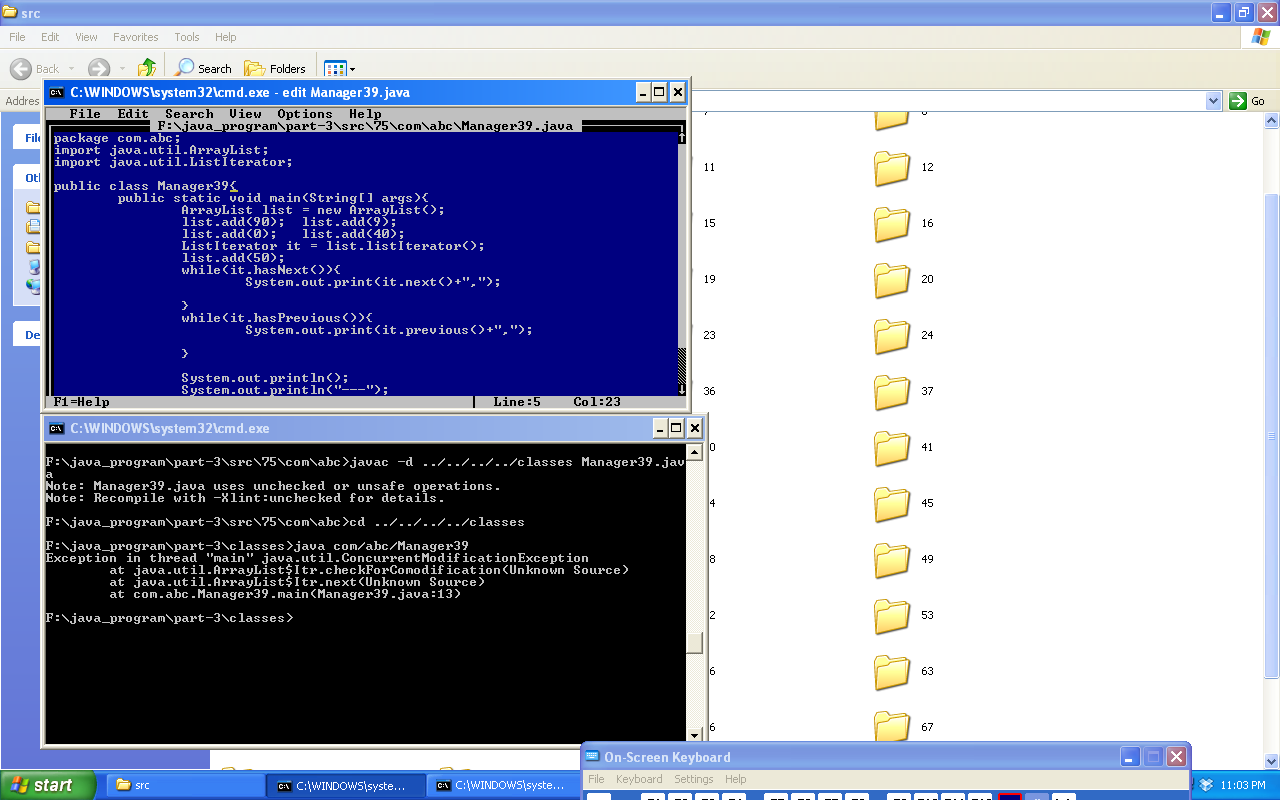 src
File Edit View Favorites Tools Help
Back Search Folders
Address Go
C:\WINDOWS\system32\cmd.exe - edit Manager39.java
File Edit Search View Options Help
F:\java_program\part-3\src\75\com\abc\Manager39.java
package com.abc;
import java.util.ArrayList;
import java.util.ListIterator;
public class Manager39{
public static void main(String[] args){
ArrayList list = new ArrayList();
list.add(90); list.add(9);
list.add(0); list.add(40);
ListIterator it = list.listIterator();
list.add(50);
while(it.hasNext()){
System.out.print(it.next()+",");
}
while(it.hasPrevious()){
System.out.print(it.previous()+",");
}
System.out.println();
System.out.println("---");
F1=Help Line:5 Col:23
C:\WINDOWS\system32\cmd.exe
F:\java_program\part-3\src\75\com\abc>javac -d ../../../../classes Manager39.jav
a
Note: Manager39.java uses unchecked or unsafe operations.
Note: Recompile with -Xlint:unchecked for details.
F:\java_program\part-3\src\75\com\abc>cd ../../../../classes
F:\java_program\part-3\classes>java com/abc/Manager39
Exception in thread "main" java.util.ConcurrentModificationException
at java.util.ArrayList$Itr.checkForComodification(Unknown Source)
at java.util.ArrayList$Itr.next(Unknown Source)
at com.abc.Manager39.main(Manager39.java:13)
F:\java_program\part-3\classes>
11 12
15 16
19 20
23 24
36 37
0 41
4 45
8 49
2 53
6 63
6 67
On-Screen Keyboard
File Keyboard Settings Help
start src C:\WINDOWS\syste... C:\WINDOWS\syste... 11:03 PM